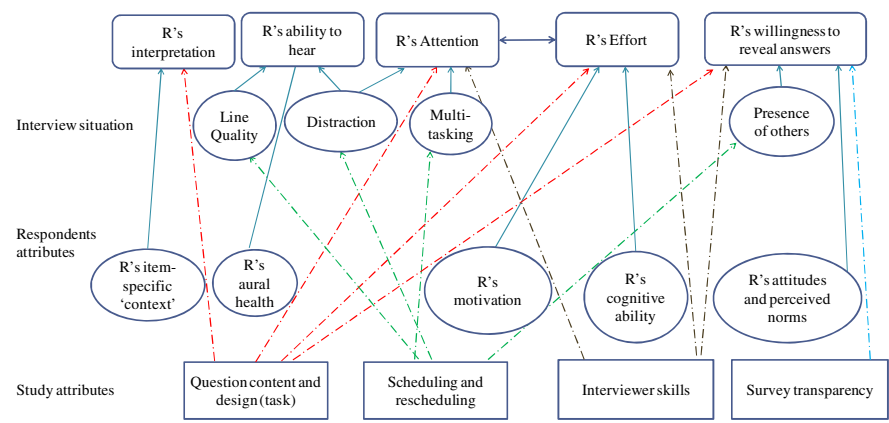 R's
interpretation
R's ability to
hear
R's Attention
R's Effort
R's willingness to
reveal answers
Interview situation
Line
Quality
Distraction
Multi-
tasking
Presence
of others
Respondents
attributes
R's item-
specific
'context'
R's
aural
health
R's
motivation
R's
cognitive
ability
R's attitudes
and perceived
norms
Study attributes
Question content and
design (task)
Scheduling and
rescheduling
Interviewer skills
Survey transparency